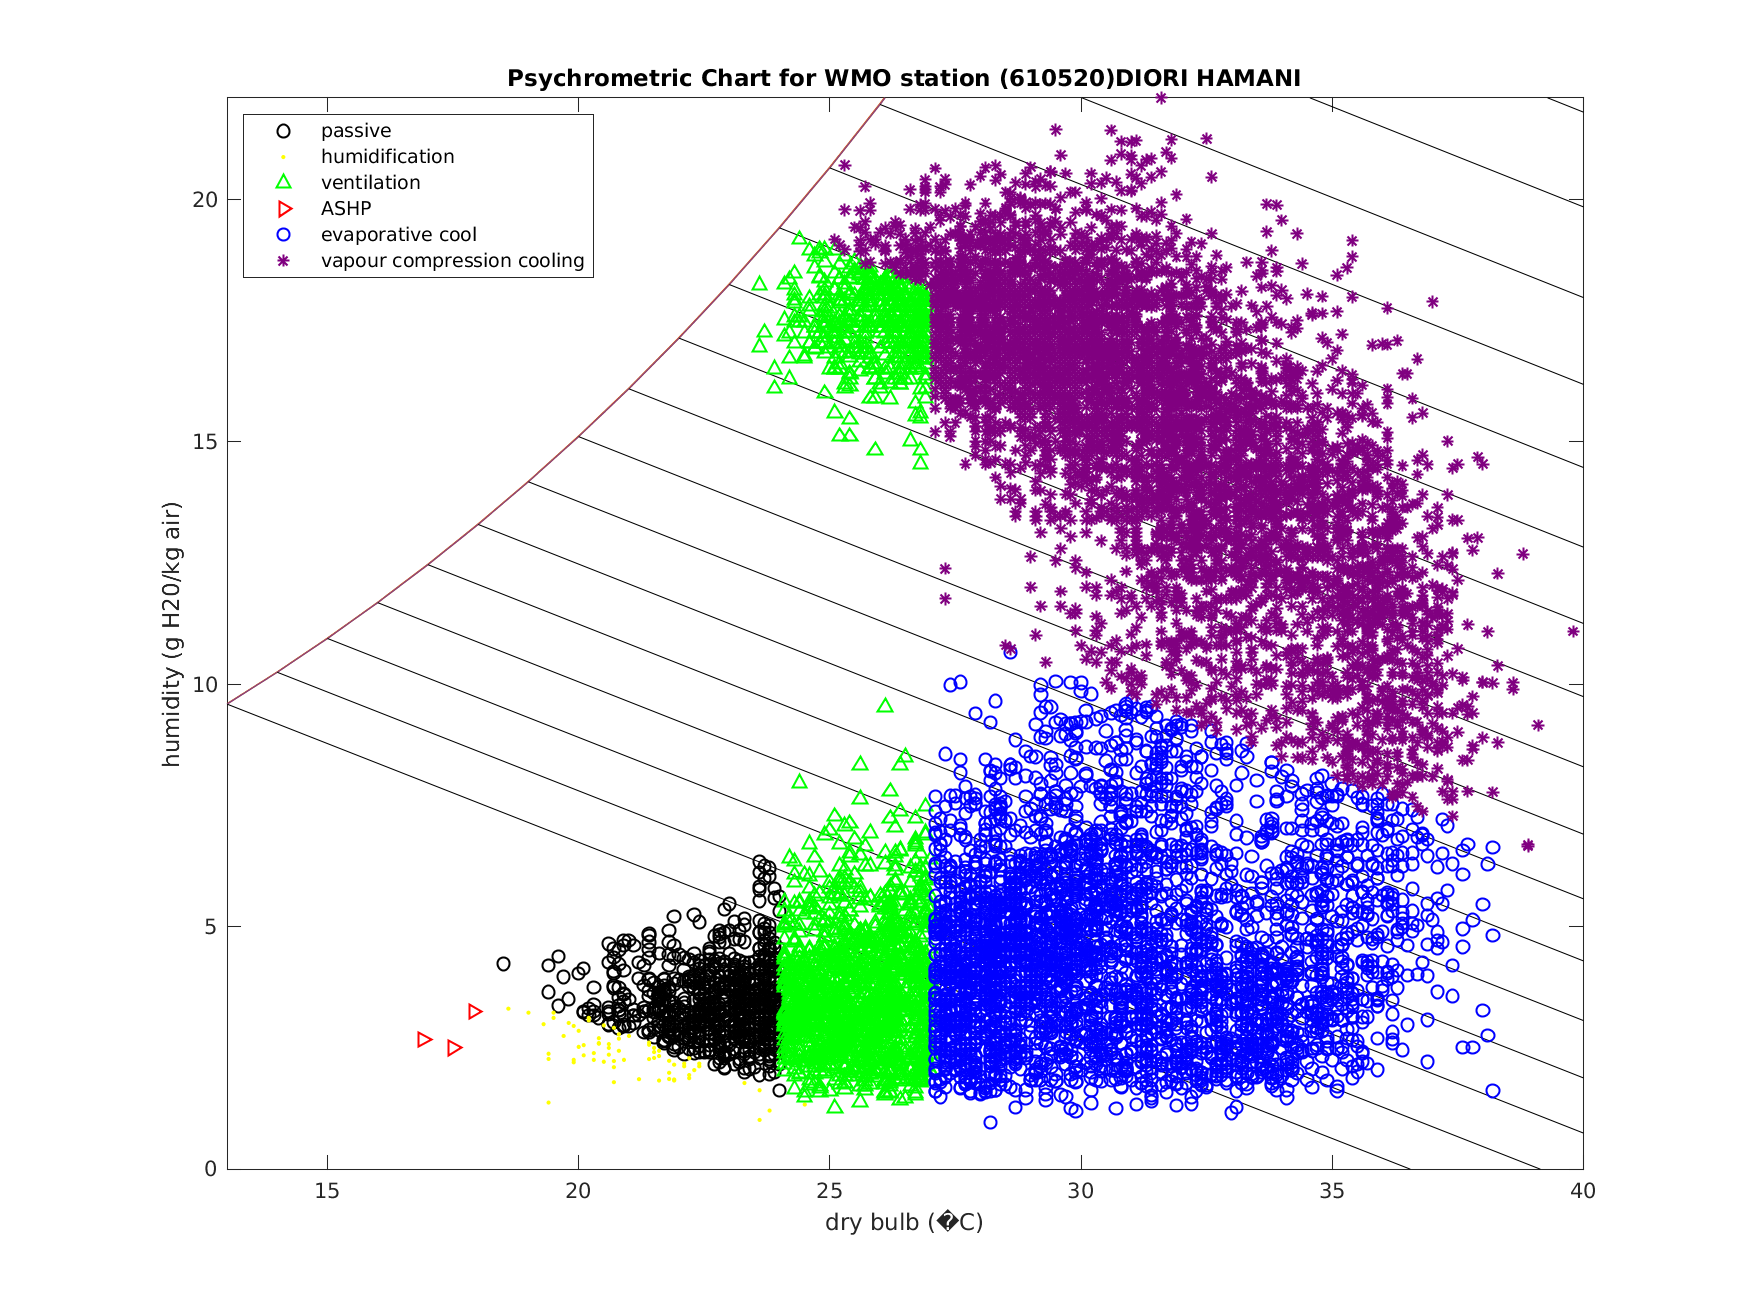 Psychrometric Chart for WMO station (610520)DIORI HAMANI
passive
humidification
ventilation
ASHP
evaporative cool
vapour compression cooling
humidity (g H20/kg air)
20
15
10
5
0
15 20 25 30 35 40
dry bulb (�C)